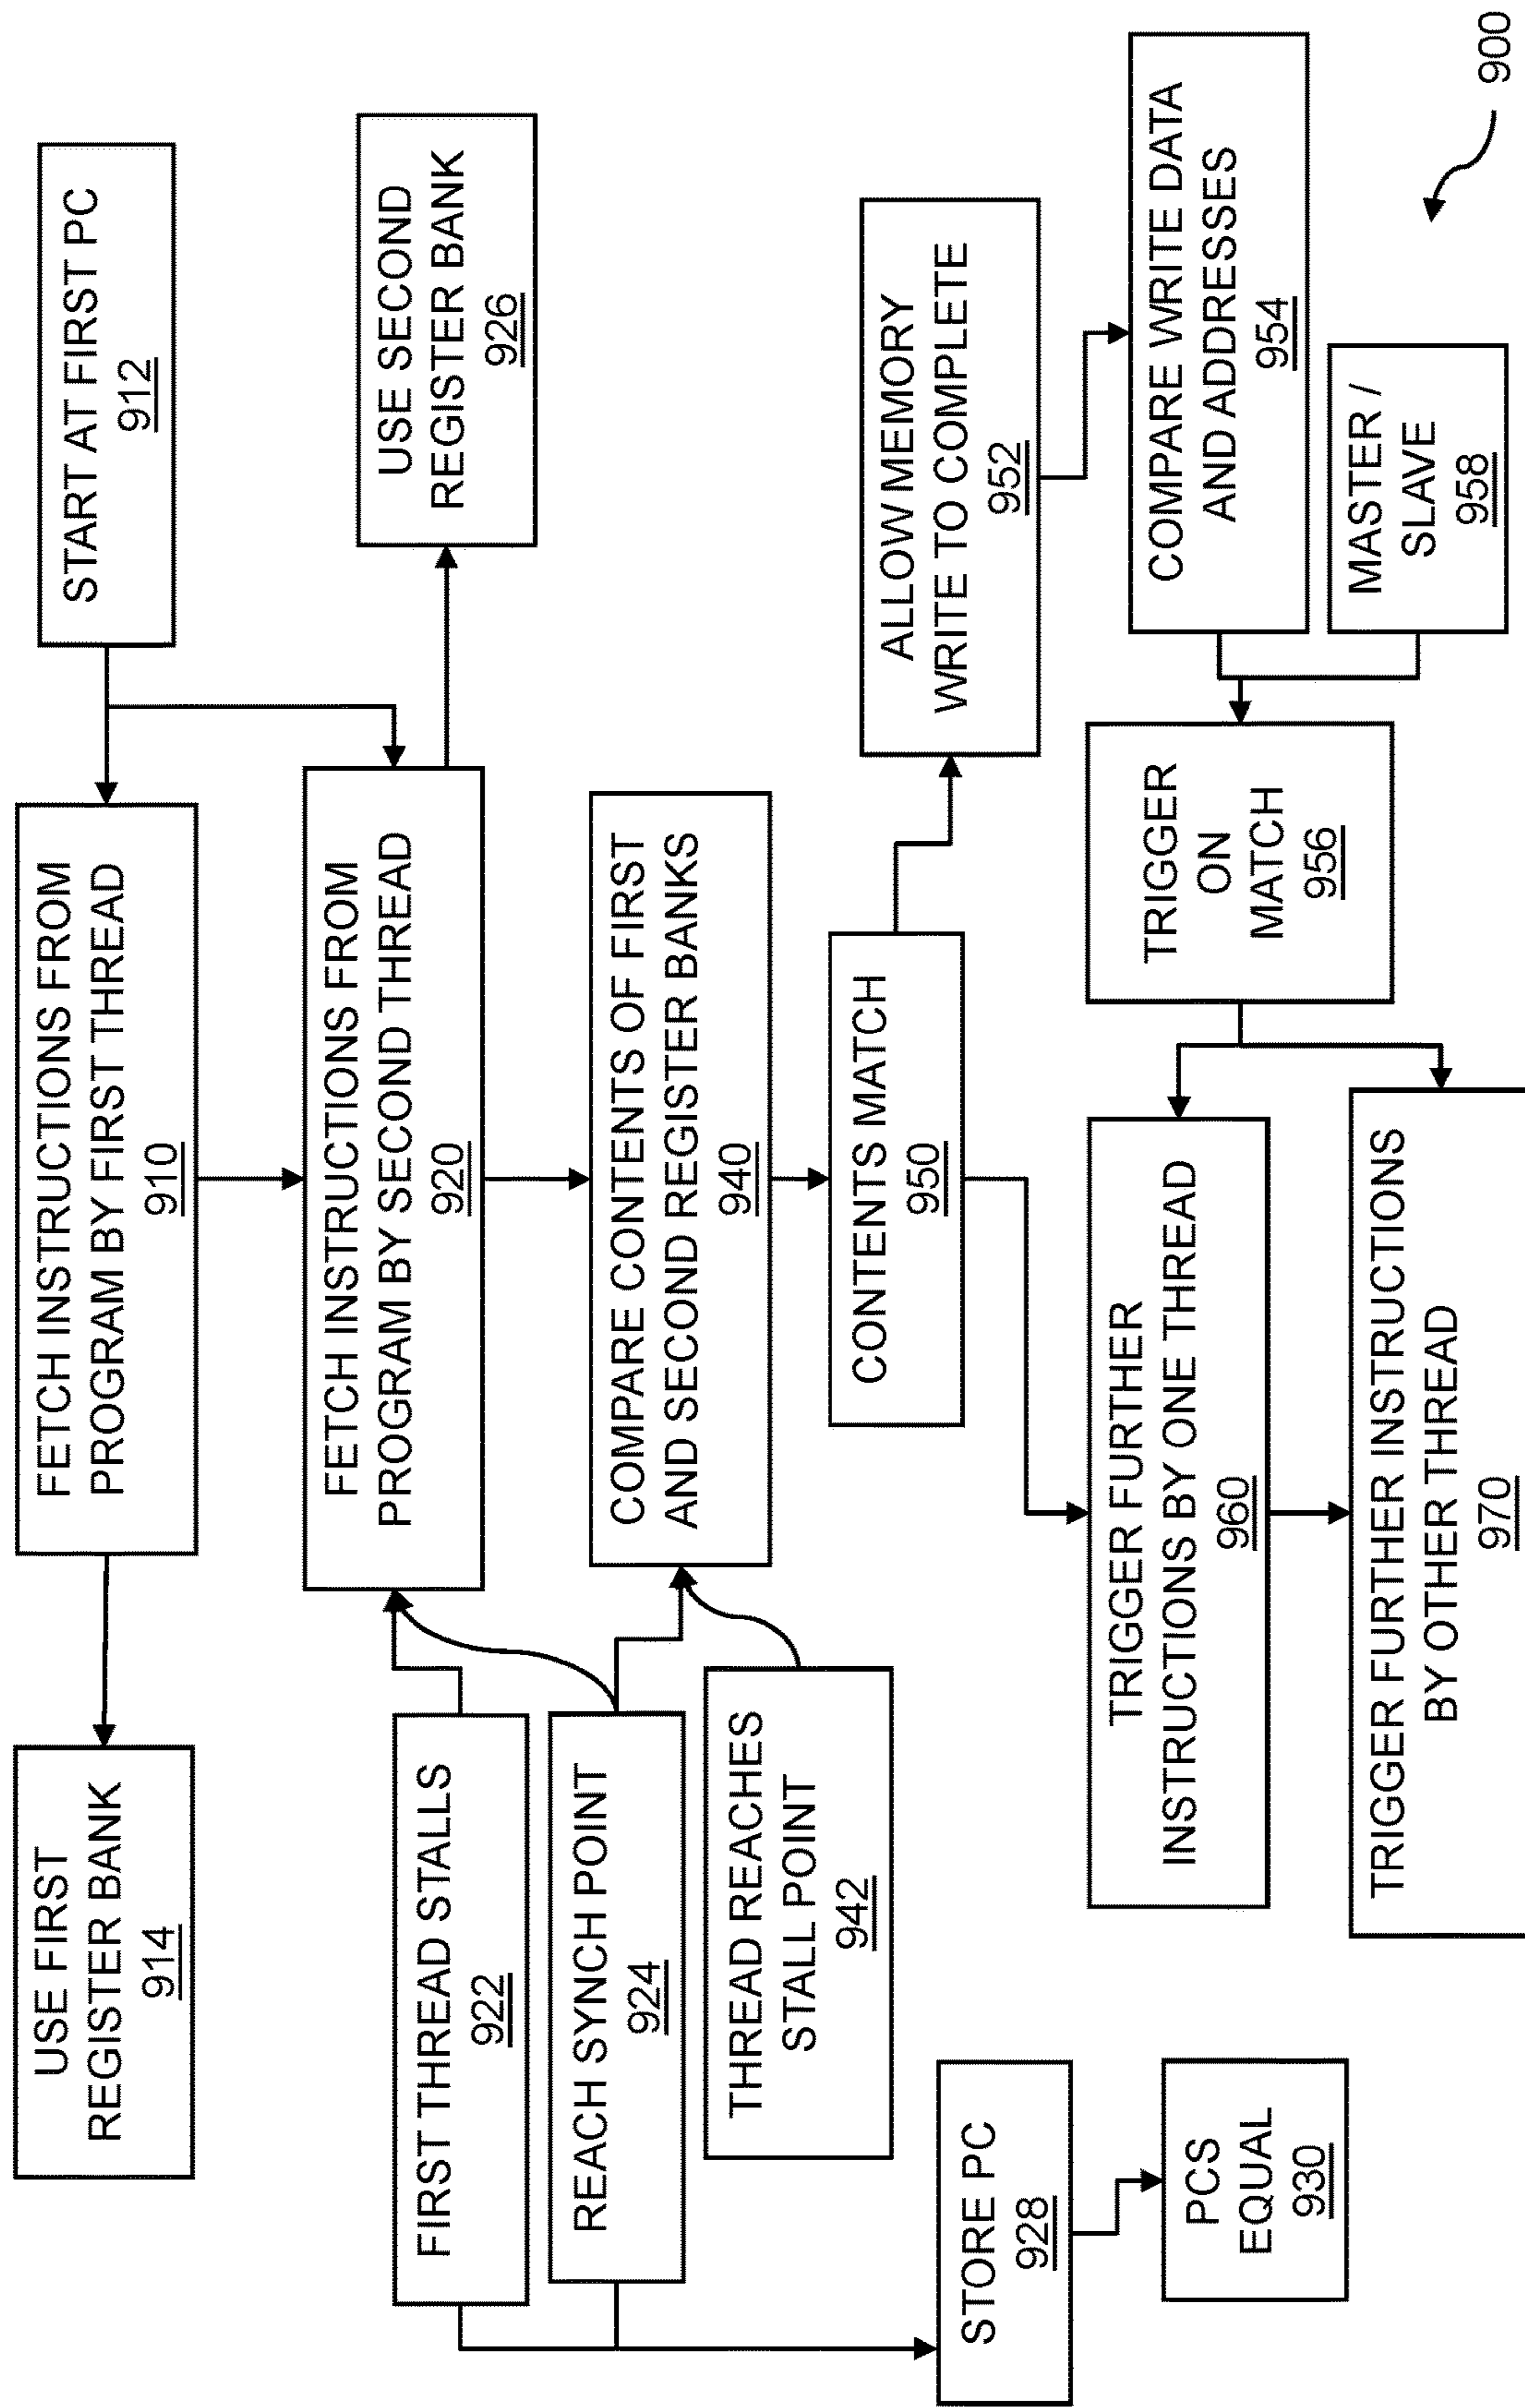 USE FIRST
REGISTER BANK
914
FETCH INSTRUCTIONS FROM
PROGRAM BY FIRST THREAD
910
START AT FIRST PC
912
FIRST THREAD STALLS
922
REACH SYNCH POINT
924
FETCH INSTRUCTIONS FROM
PROGRAM BY SECOND THREAD
920
USE SECOND
REGISTER BANK
926
THREAD REACHES
STALL POINT
942
COMPARE CONTENTS OF FIRST
AND SECOND REGISTER BANKS
940
STORE PC
928
CONTENTS MATCH
950
ALLOW MEMORY
WRITE TO COMPLETE
952
PCS
EQUAL
930
TRIGGER FURTHER
INSTRUCTIONS BY ONE THREAD
960
TRIGGER
ON
MATCH
956
COMPARE WRITE DATA
AND ADDRESSES
954
MASTER /
SLAVE
958
TRIGGER FURTHER INSTRUCTIONS
BY OTHER THREAD
970
900